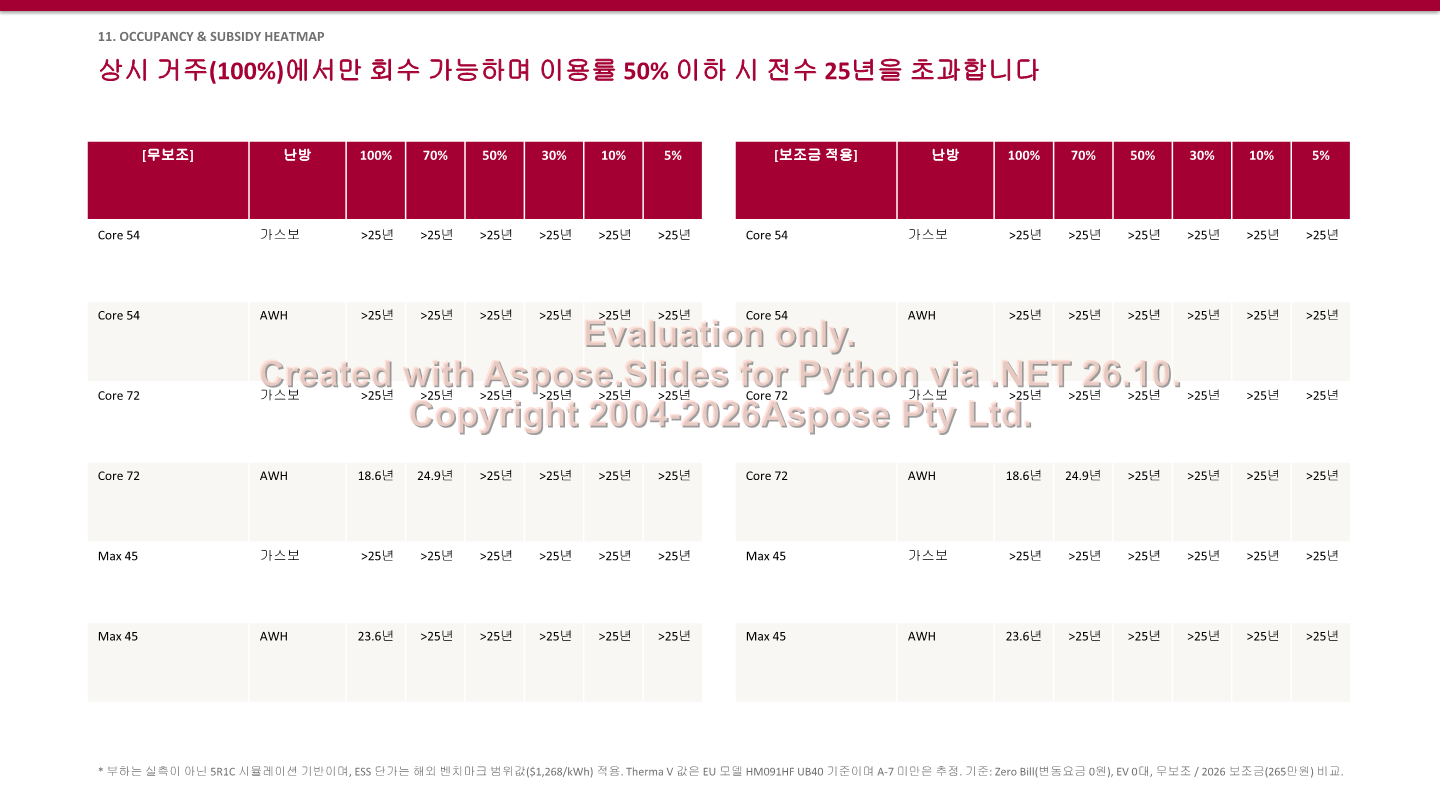 11. OCCUPANCY & SUBSIDY HEATMAP
상시 거주(100%)에서만 회수 가능하며 이용률 50% 이하 시 전수 25년을 초과합니다
[무보조] 난방 100% 70% 50% 30% 10% 5%
Core 54 가스보 >25년 >25년 >25년 >25년 >25년 >25년
Core 54 AWH >25년 >25년 >25년 >25년 >25년 >25년
Core 72 가스보 >25년 >25년 >25년 >25년 >25년 >25년
Core 72 AWH 18.6년 24.9년 >25년 >25년 >25년 >25년
Max 45 가스보 >25년 >25년 >25년 >25년 >25년 >25년
Max 45 AWH 23.6년 >25년 >25년 >25년 >25년 >25년
[보조금 적용] 난방 100% 70% 50% 30% 10% 5%
Core 54 가스보 >25년 >25년 >25년 >25년 >25년 >25년
Core 54 AWH >25년 >25년 >25년 >25년 >25년 >25년
Core 72 가스보 >25년 >25년 >25년 >25년 >25년 >25년
Core 72 AWH 18.6년 24.9년 >25년 >25년 >25년 >25년
Max 45 가스보 >25년 >25년 >25년 >25년 >25년 >25년
Max 45 AWH 23.6년 >25년 >25년 >25년 >25년 >25년
Evaluation only.
Created with Aspose.Slides for Python via .NET 26.10.
Copyright 2004-2026Aspose Pty Ltd.
* 부하는 실측이 아닌 5R1C 시뮬레이션 기반이며, ESS 단가는 해외 벤치마크 범위값($1,268/kWh) 적용. Therma V 값은 EU 모델 HM091HF UB40 기준이며 A-7 미만은 추정. 기준: Zero Bill(변동요금 0원), EV 0대, 무보조 / 2026 보조금(265만원) 비교.